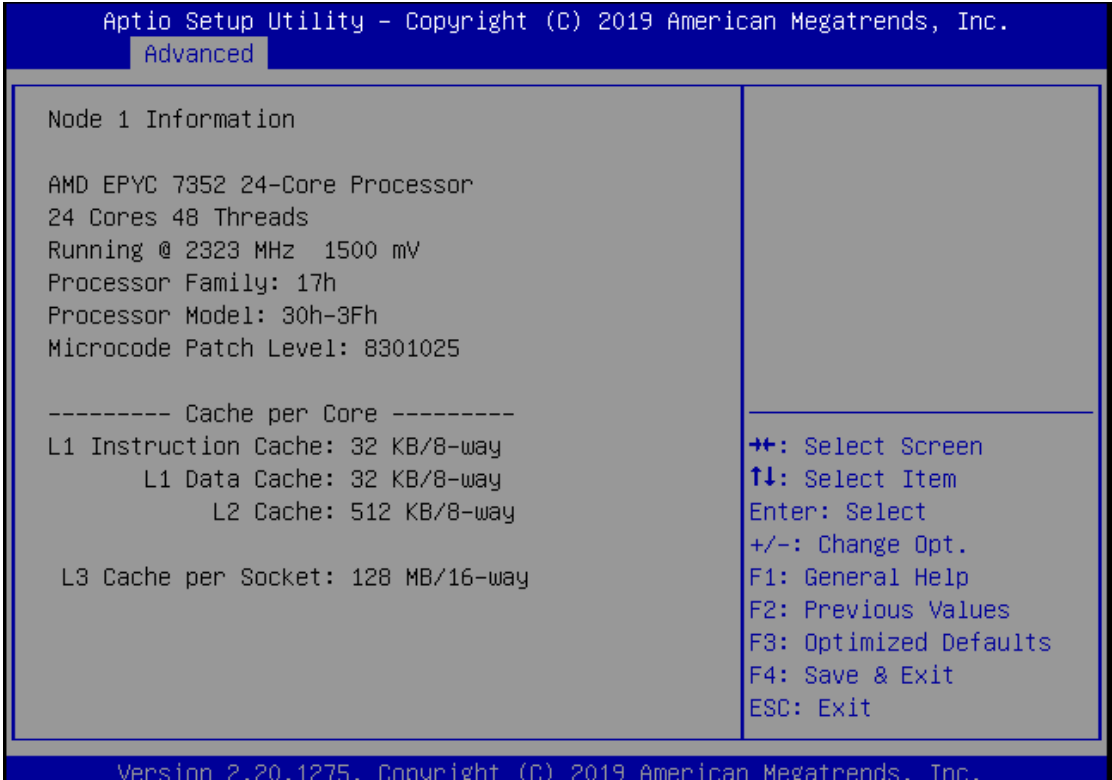 Aptio Setup Utility – Copyright (C) 2019 American Megatrends, Inc.
Advanced
Node 1 Information
AMD EPYC 7352 24-Core Processor
24 Cores 48 Threads
Running @ 2323 MHz  1500 mV
Processor Family: 17h
Processor Model: 30h-3Fh
Microcode Patch Level: 8301025
--------- Cache per Core ---------
L1 Instruction Cache: 32 KB/8-way
L1 Data Cache: 32 KB/8-way
L2 Cache: 512 KB/8-way
L3 Cache per Socket: 128 MB/16-way
→←: Select Screen
↑↓: Select Item
Enter: Select
+/-: Change Opt.
F1: General Help
F2: Previous Values
F3: Optimized Defaults
F4: Save & Exit
ESC: Exit
Version 2.20.1275. Copyright (C) 2019 American Megatrends, Inc.